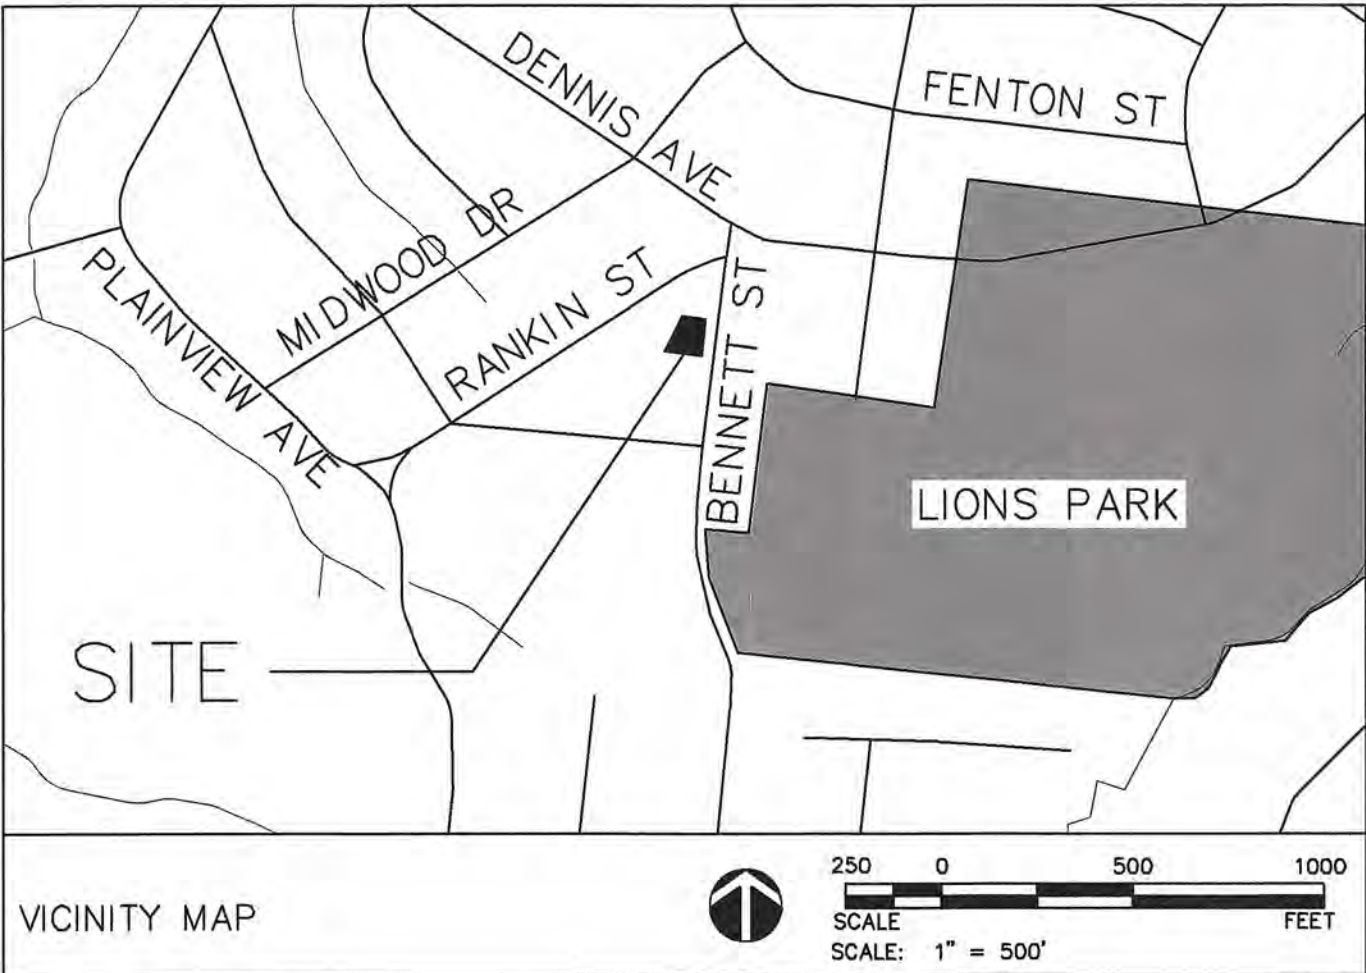 DENNIS AVE
FENTON ST
MIDWOOD DR
RANKIN ST
PLAINVIEW AVE
BENNETT ST
LIONS PARK
SITE
VICINITY MAP
250 0 500 1000
SCALE FEET
SCALE: 1" = 500'